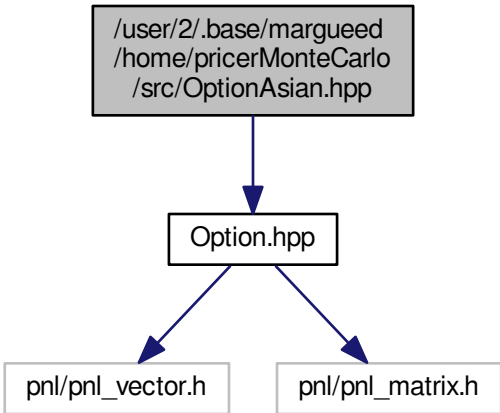 /user/2/.base/margueed
/home/pricerMonteCarlo
/src/OptionAsian.hpp
Option.hpp
pnl/pnl_vector.h
pnl/pnl_matrix.h